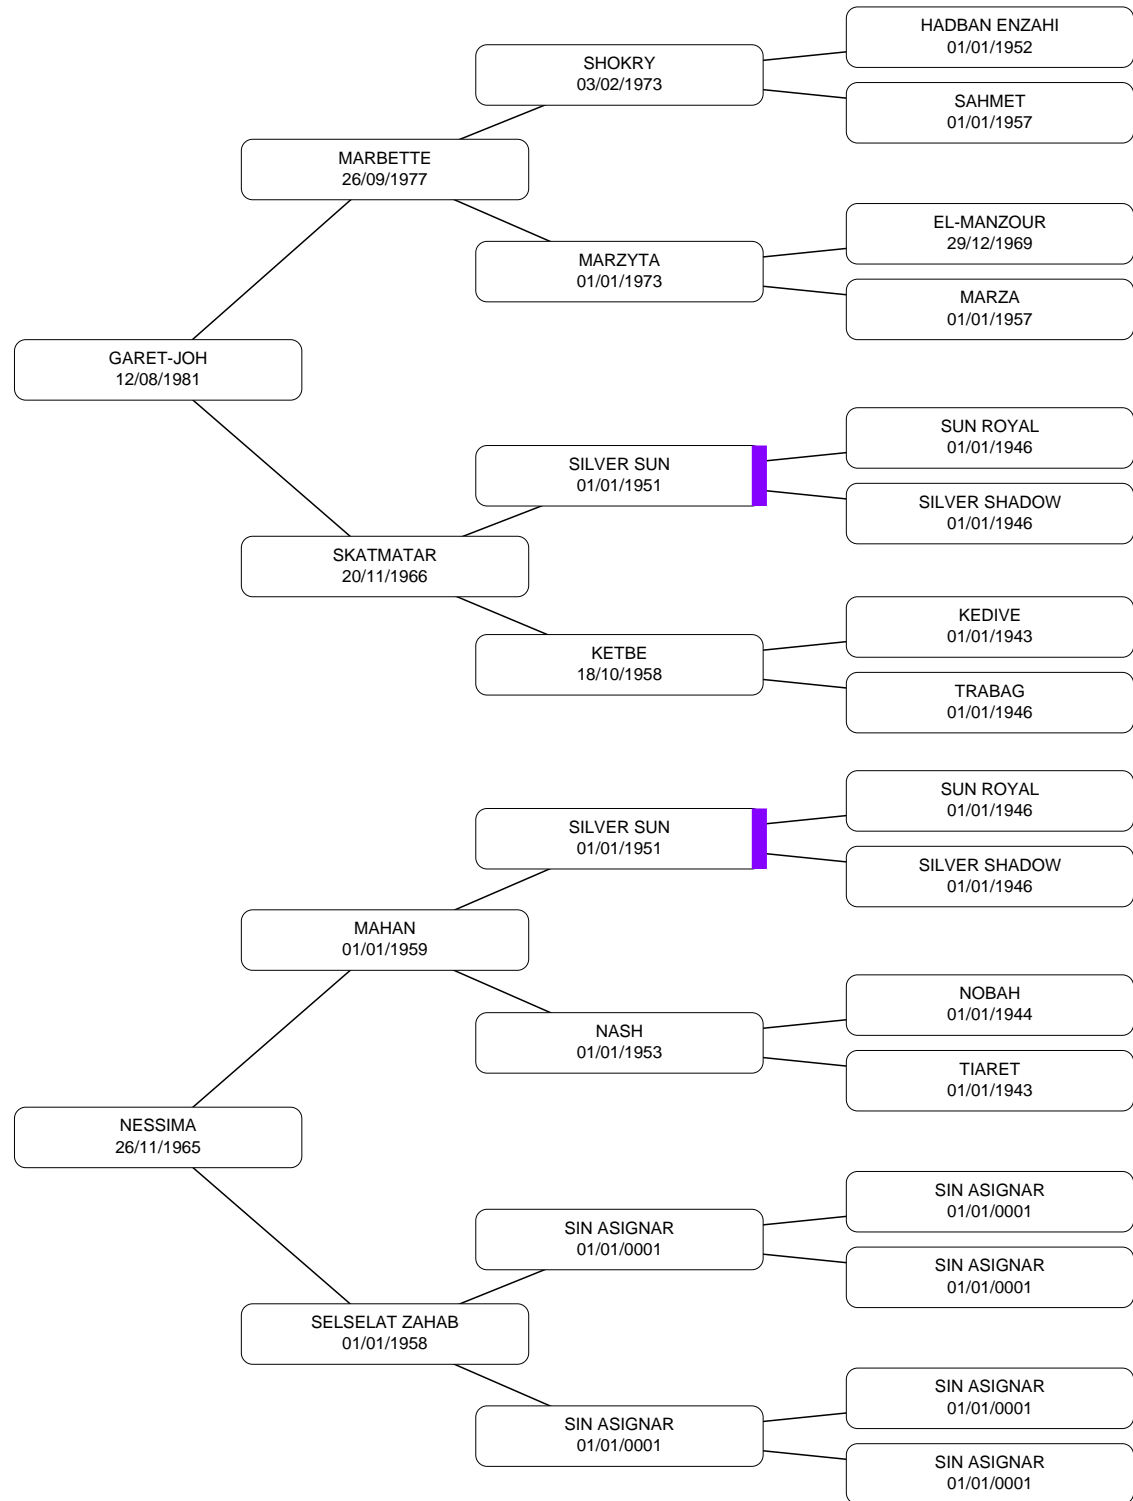 HADBAN ENZAHI
01/01/1952
SHOKRY
03/02/1973
SAHMET
01/01/1957
MARBETTE
26/09/1977
EL-MANZOUR
29/12/1969
MARZYTA
01/01/1973
MARZA
01/01/1957
GARET-JOH
12/08/1981
SUN ROYAL
01/01/1946
SILVER SUN
01/01/1951
SILVER SHADOW
01/01/1946
SKATMATAR
20/11/1966
KEDIVE
01/01/1943
KETBE
18/10/1958
TRABAG
01/01/1946
SUN ROYAL
01/01/1946
SILVER SUN
01/01/1951
SILVER SHADOW
01/01/1946
MAHAN
01/01/1959
NOBAH
01/01/1944
NASH
01/01/1953
TIARET
01/01/1943
NESSIMA
26/11/1965
SIN ASIGNAR
01/01/0001
SIN ASIGNAR
01/01/0001
SIN ASIGNAR
01/01/0001
SELSELAT ZAHAB
01/01/1958
SIN ASIGNAR
01/01/0001
SIN ASIGNAR
01/01/0001
SIN ASIGNAR
01/01/0001